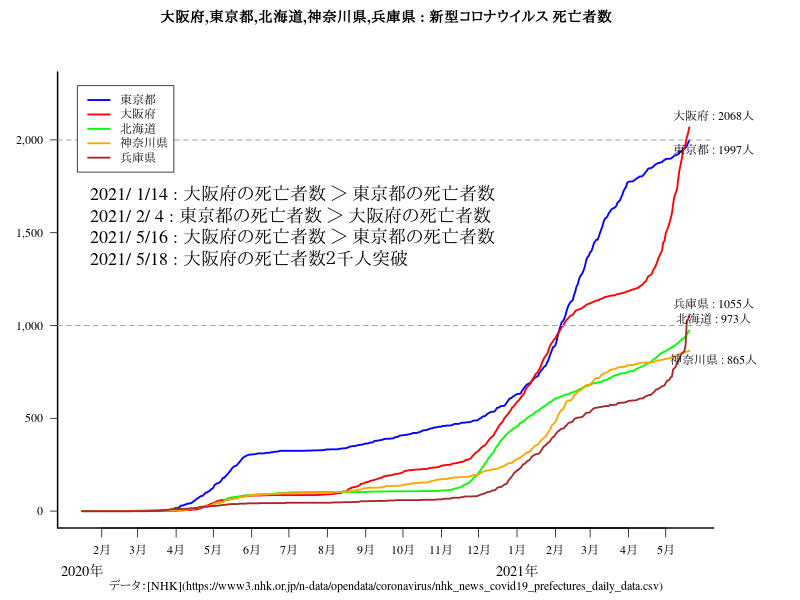 大阪府,東京都,北海道,神奈川県,兵庫県 : 新型コロナウイルス 死亡者数
東京都
大阪府
北海道
神奈川県
兵庫県
2021/ 1/14 : 大阪府の死亡者数 ＞ 東京都の死亡者数
2021/ 2/ 4 : 東京都の死亡者数 ＞ 大阪府の死亡者数
2021/ 5/16 : 大阪府の死亡者数 ＞ 東京都の死亡者数
2021/ 5/18 : 大阪府の死亡者数2千人突破
大阪府 : 2068人
東京都 : 1997人
兵庫県 : 1055人
北海道 : 973人
神奈川県 : 865人
2,000
1,500
1,000
500
0
2月 3月 4月 5月 6月 7月 8月 9月 10月 11月 12月 1月 2月 3月 4月 5月
2020年 2021年
データ:[NHK](https://www3.nhk.or.jp/n-data/opendata/coronavirus/nhk_news_covid19_prefectures_daily_data.csv)